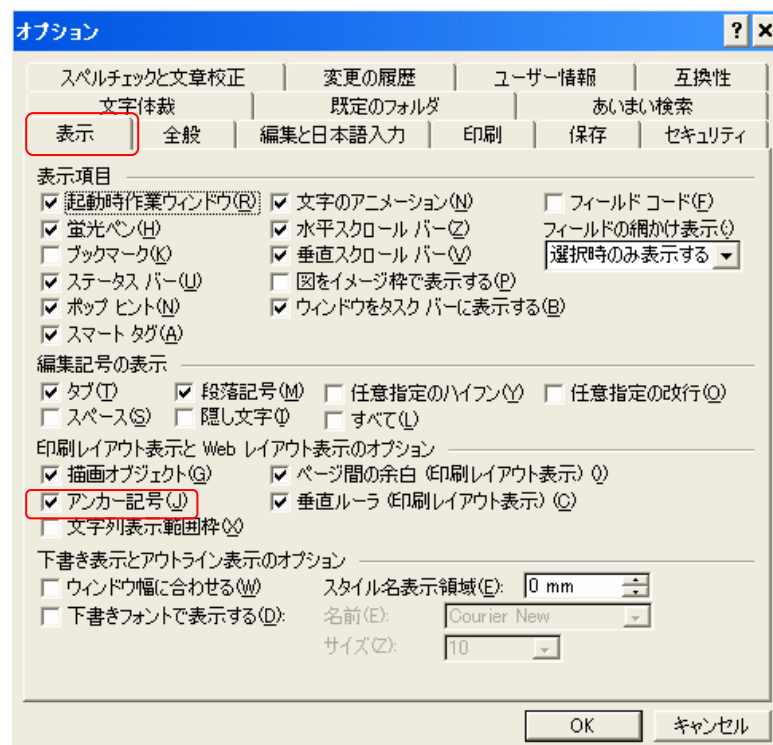 オプション
スペルチェックと文章校正 変更の履歴 ユーザー情報 互換性
文字体裁 既定のフォルダ あいまい検索
表示 全般 編集と日本語入力 印刷 保存 セキュリティ
表示項目
起動時作業ウィンドウ(R) 文字のアニメーション(N) フィールド コード(F)
蛍光ペン(H) 水平スクロール バー(Z) フィールドの網かけ表示(I)
ブックマーク(K) 垂直スクロール バー(V) 選択時のみ表示する
ステータス バー(U) 図をイメージ枠で表示する(P)
ポップ ヒント(N) ウィンドウをタスク バーに表示する(B)
スマート タグ(A)
編集記号の表示
タブ(T) 段落記号(M) 任意指定のハイフン(Y) 任意指定の改行(O)
スペース(S) 隠し文字(I) すべて(L)
印刷レイアウト表示と Web レイアウト表示のオプション
描画オブジェクト(G) ページ間の余白 (印刷レイアウト表示) (I)
アンカー記号(J) 垂直ルーラ (印刷レイアウト表示) (C)
文字列表示範囲枠(X)
下書き表示とアウトライン表示のオプション
ウィンドウ幅に合わせる(W) スタイル名表示領域(E): 0 mm
下書きフォントで表示する(D): 名前(E): Courier New
サイズ(Z): 10
OK キャンセル